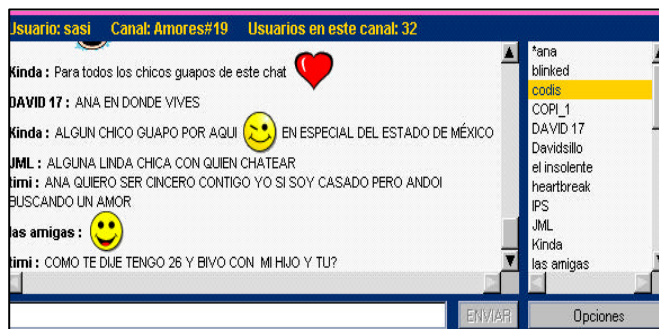 Usuario: sasi Canal: Amores#19 Usuarios en este canal: 32
Kinda : Para todos los chicos guapos de este chat
DAVID 17 : ANA EN DONDE VIVES
Kinda : ALGUN CHICO GUAPO POR AQUI EN ESPECIAL DEL ESTADO DE MÉXICO
JML : ALGUNA LINDA CHICA CON QUIEN CHATEAR
timi : ANA QUIERO SER CINCERO CONTIGO YO SI SOY CASADO PERO ANDOI
BUSCANDO UN AMOR
las amigas :
timi : COMO TE DIJE TENGO 26 Y BIVO CON MI HIJO Y TU?
*ana
blinked
codis
COPI_1
DAVID 17
Davidsillo
el insolente
heartbreak
IPS
JML
Kinda
las amigas
ENVIAR
Opciones